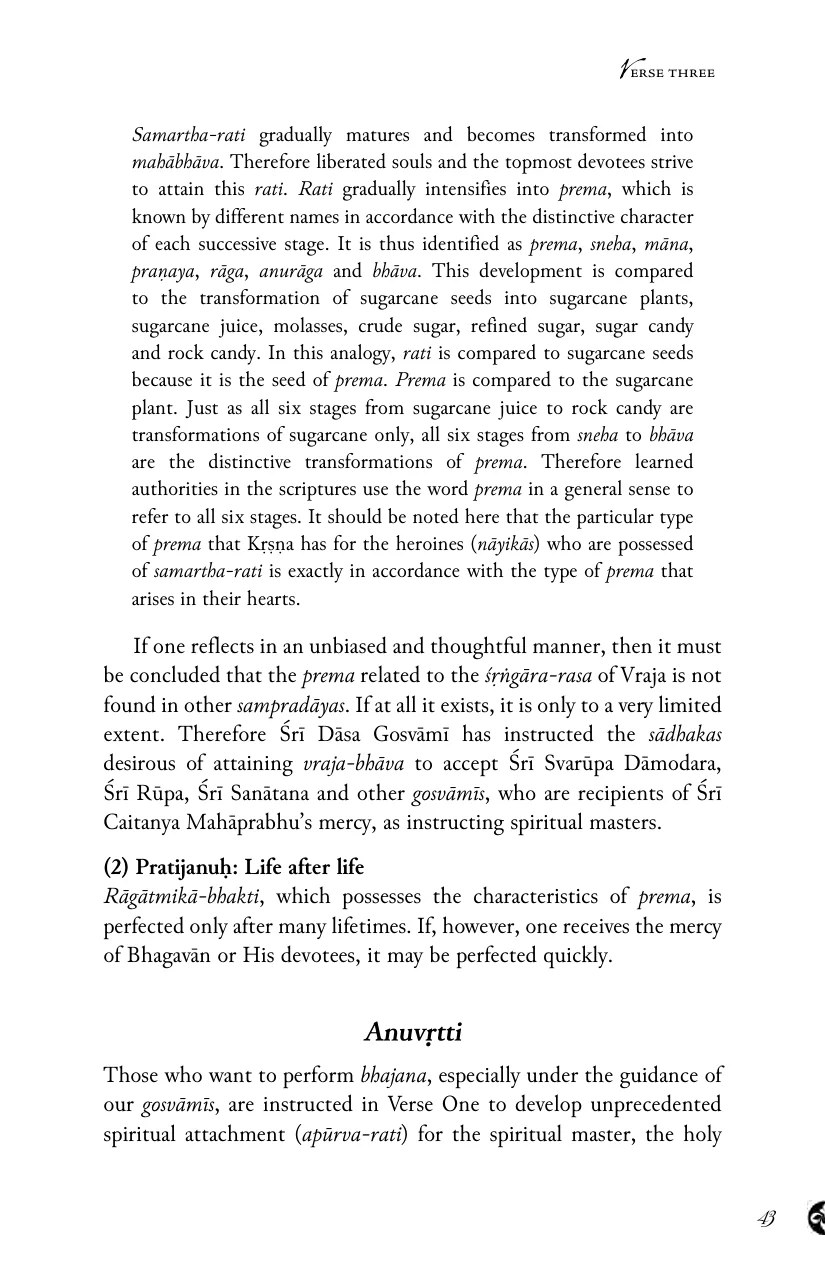 VERSE THREE
Samartha-rati gradually matures and becomes transformed into
mahābhāva. Therefore liberated souls and the topmost devotees strive
to attain this rati. Rati gradually intensifies into prema, which is
known by different names in accordance with the distinctive character
of each successive stage. It is thus identified as prema, sneha, māna,
praṇaya, rāga, anurāga and bhāva. This development is compared
to the transformation of sugarcane seeds into sugarcane plants,
sugarcane juice, molasses, crude sugar, refined sugar, sugar candy
and rock candy. In this analogy, rati is compared to sugarcane seeds
because it is the seed of prema. Prema is compared to the sugarcane
plant. Just as all six stages from sugarcane juice to rock candy are
transformations of sugarcane only, all six stages from sneha to bhāva
are the distinctive transformations of prema. Therefore learned
authorities in the scriptures use the word prema in a general sense to
refer to all six stages. It should be noted here that the particular type
of prema that Kṛṣṇa has for the heroines (nāyikās) who are possessed
of samartha-rati is exactly in accordance with the type of prema that
arises in their hearts.
If one reflects in an unbiased and thoughtful manner, then it must
be concluded that the prema related to the śṛṅgāra-rasa of Vraja is not
found in other sampradāyas. If at all it exists, it is only to a very limited
extent. Therefore Śrī Dāsa Gosvāmī has instructed the sādhakas
desirous of attaining vraja-bhāva to accept Śrī Svarūpa Dāmodara,
Śrī Rūpa, Śrī Sanātana and other gosvāmīs, who are recipients of Śrī
Caitanya Mahāprabhu's mercy, as instructing spiritual masters.
(2) Pratijanuḥ: Life after life
Rāgātmikā-bhakti, which possesses the characteristics of prema, is
perfected only after many lifetimes. If, however, one receives the mercy
of Bhagavān or His devotees, it may be perfected quickly.
Anuvṛtti
Those who want to perform bhajana, especially under the guidance of
our gosvāmīs, are instructed in Verse One to develop unprecedented
spiritual attachment (apūrva-rati) for the spiritual master, the holy
43